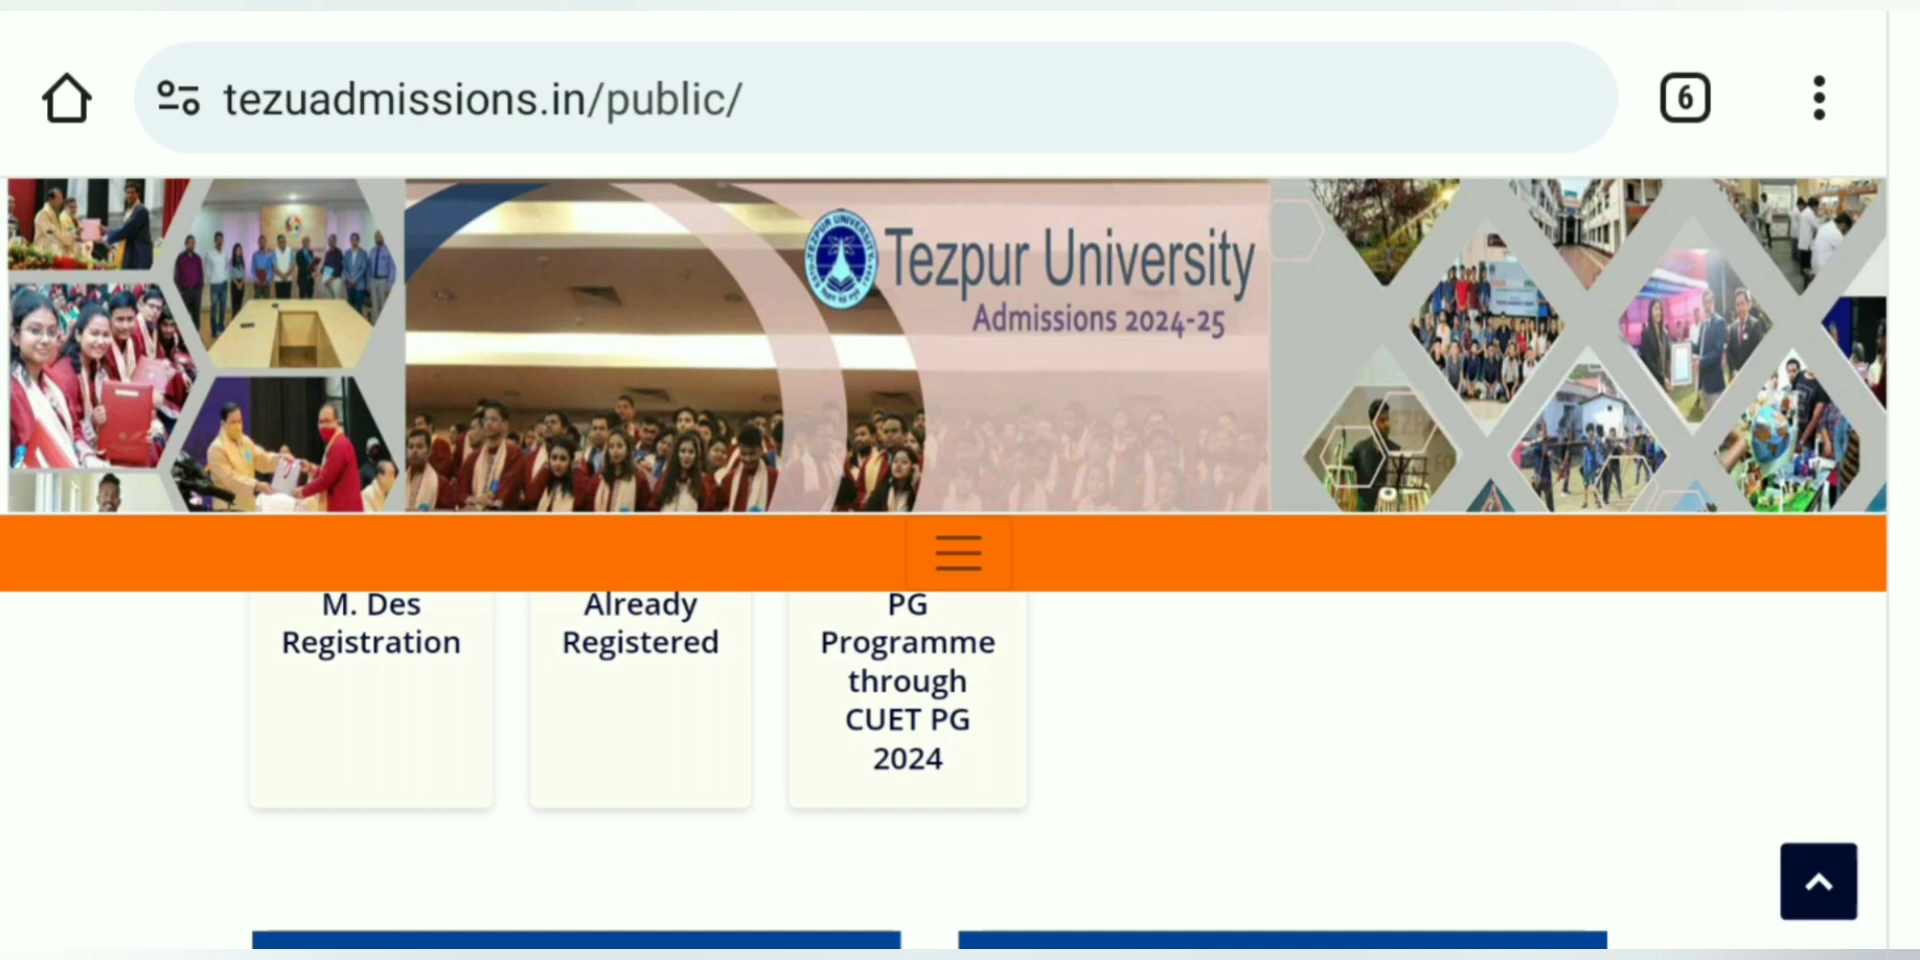 tezuadmissions.in/public/
6
Tezpur University
Admissions 2024-25
M. Des
Registration
Already
Registered
PG
Programme
through
CUET PG
2024